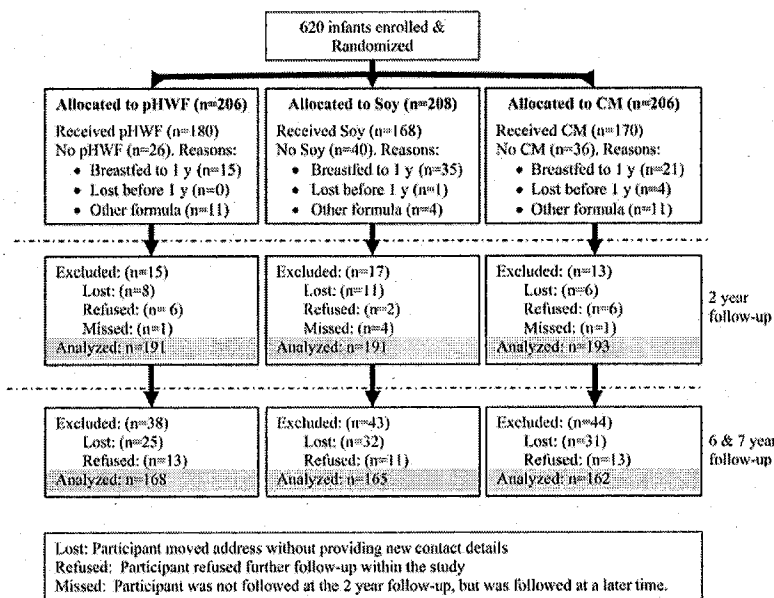 620 infants enrolled &
Randomized
Allocated to pHWF (n=206)
Received pHWF (n=180)
No pHWF (n=26). Reasons:
• Breastfed to 1 y (n=15)
• Lost before 1 y (n=0)
• Other formula (n=11)
Allocated to Soy (n=208)
Received Soy (n=168)
No Soy (n=40). Reasons:
• Breastfed to 1 y (n=35)
• Lost before 1 y (n=1)
• Other formula (n=4)
Allocated to CM (n=206)
Received CM (n=170)
No CM (n=36). Reasons:
• Breastfed to 1 y (n=21)
• Lost before 1 y (n=4)
• Other formula (n=11)
Excluded: (n=15)
Lost: (n=8)
Refused: (n= 6)
Missed: (n=1)
Analyzed: n=191
Excluded: (n=17)
Lost: (n=11)
Refused: (n=2)
Missed: (n=4)
Analyzed: n=191
Excluded: (n=13)
Lost: (n=6)
Refused: (n=6)
Missed: (n=1)
Analyzed: n=193
2 year
follow-up
Excluded: (n=38)
Lost: (n=25)
Refused: (n=13)
Analyzed: n=168
Excluded: (n=43)
Lost: (n=32)
Refused: (n=11)
Analyzed: n=165
Excluded: (n=44)
Lost: (n=31)
Refused: (n=13)
Analyzed: n=162
6 & 7 year
follow-up
Lost: Participant moved address without providing new contact details
Refused: Participant refused further follow-up within the study
Missed: Participant was not followed at the 2 year follow-up, but was followed at a later time.